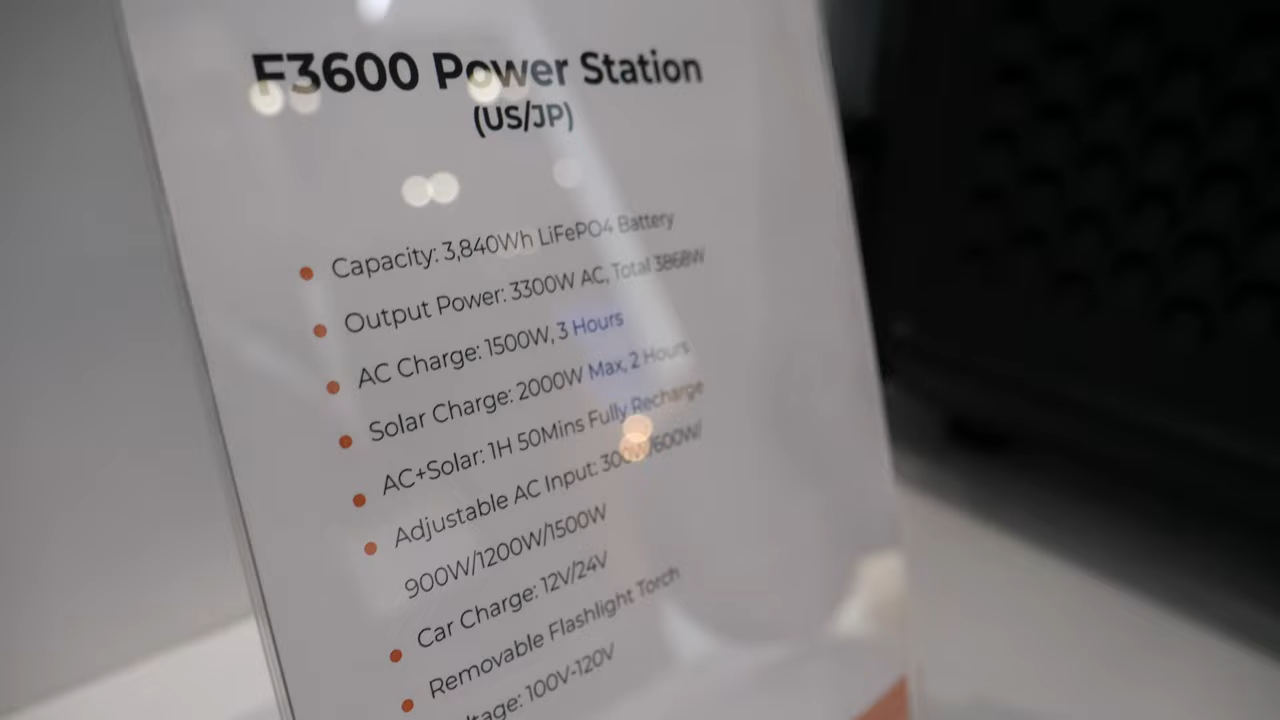 F3600 Power Station
(US/JP)
Capacity: 3,840Wh LiFePO4 Battery
Output Power: 3300W AC, Total 3868W
AC Charge: 1500W, 3 Hours
Solar Charge: 2000W Max, 2 Hours
AC+Solar: 1H 50Mins Fully Recharge
Adjustable AC Input: 300W/600W/
900W/1200W/1500W
Car Charge: 12V/24V
Removable Flashlight Torch
100V-120V